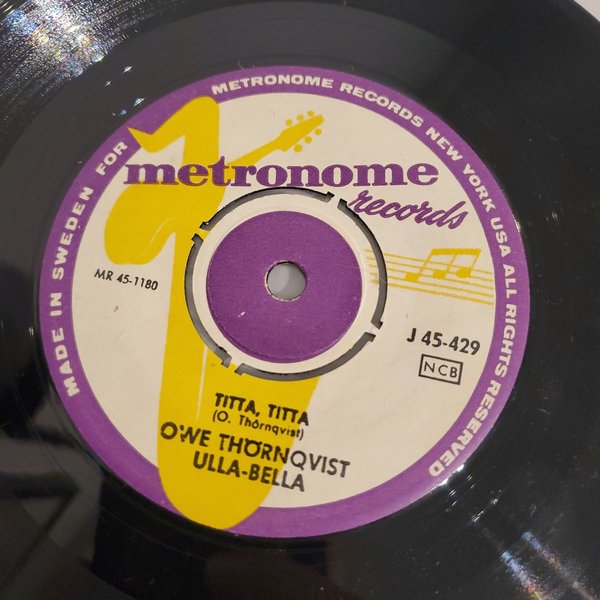 MADE IN SWEDEN FOR METRONOME RECORDS NEW YORK USA ALL RIGHTS RESERVED
metronome
records
MR 45-1180
J 45-429
NCB
TITTA, TITTA
(O. Thörnqvist)
OWE THÖRNQVIST
ULLA-BELLA